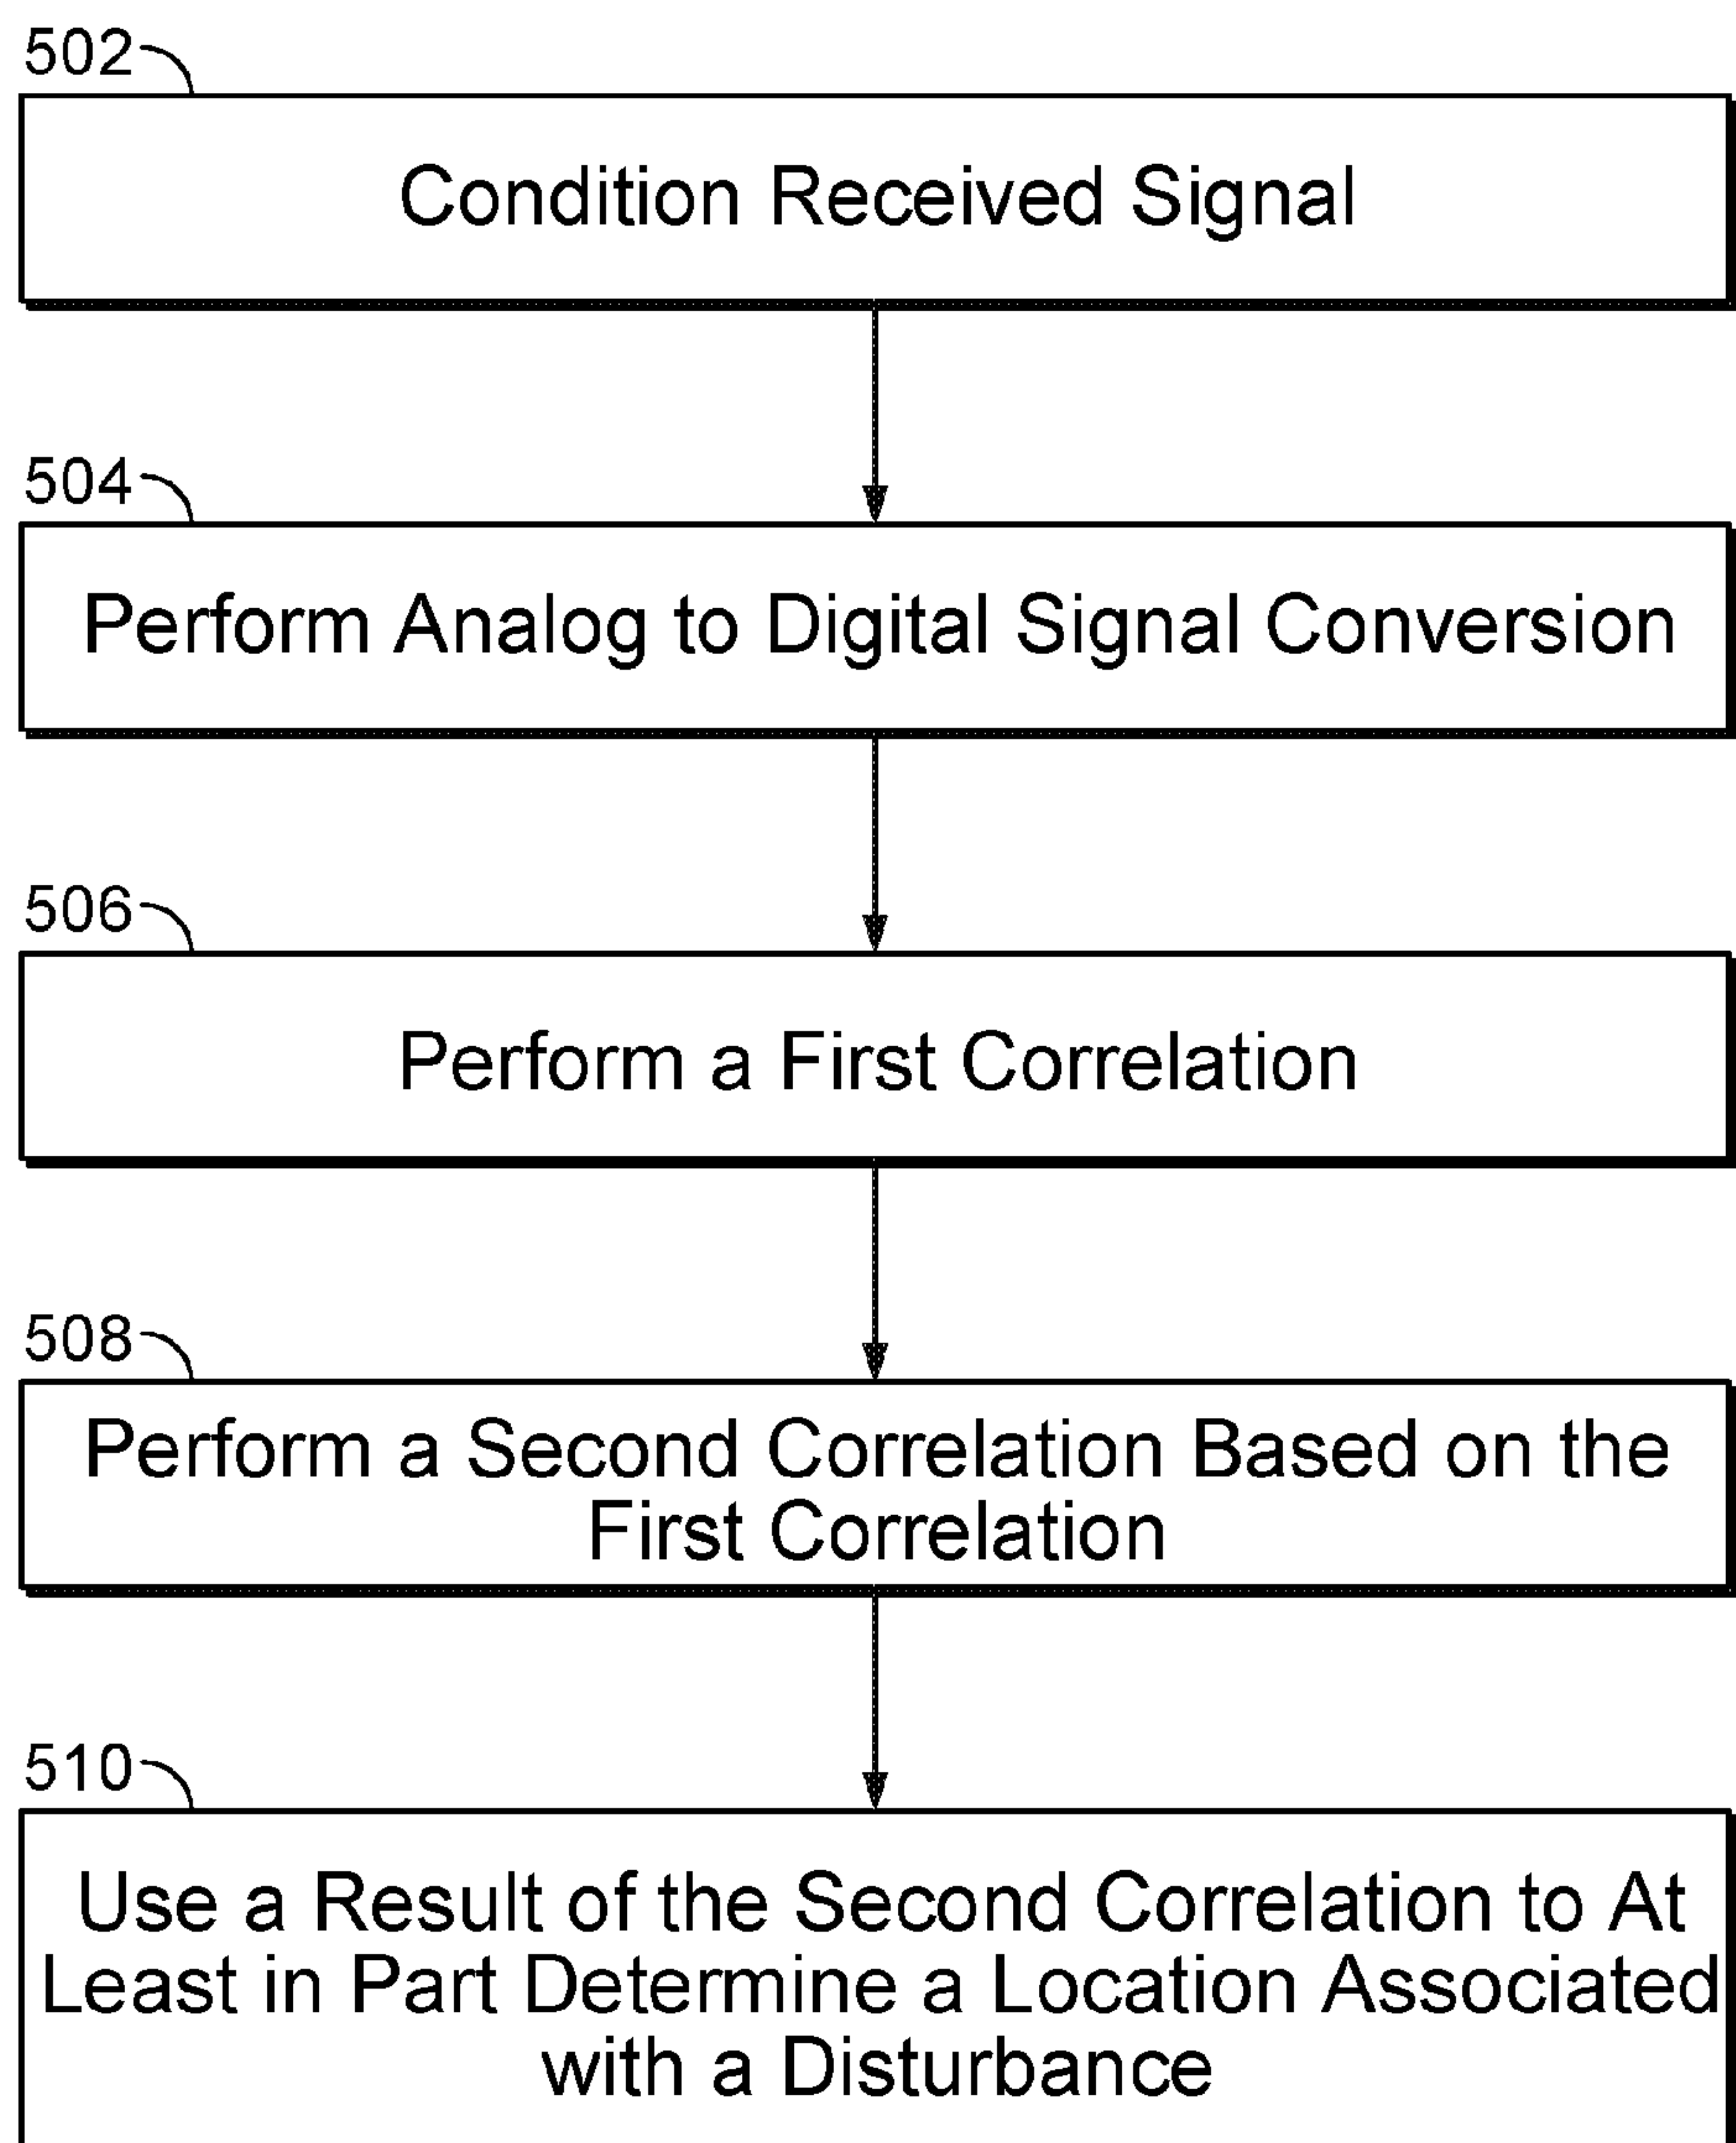 502
Condition Received Signal
504
Perform Analog to Digital Signal Conversion
506
Perform a First Correlation
508
Perform a Second Correlation Based on the
First Correlation
510
Use a Result of the Second Correlation to At
Least in Part Determine a Location Associated
with a Disturbance